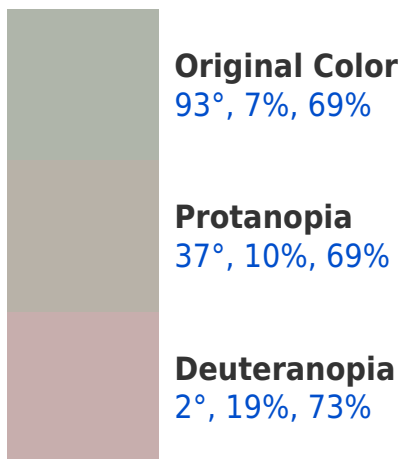 Original Color
93°, 7%, 69%
Protanopia
37°, 10%, 69%
Deuteranopia
2°, 19%, 73%